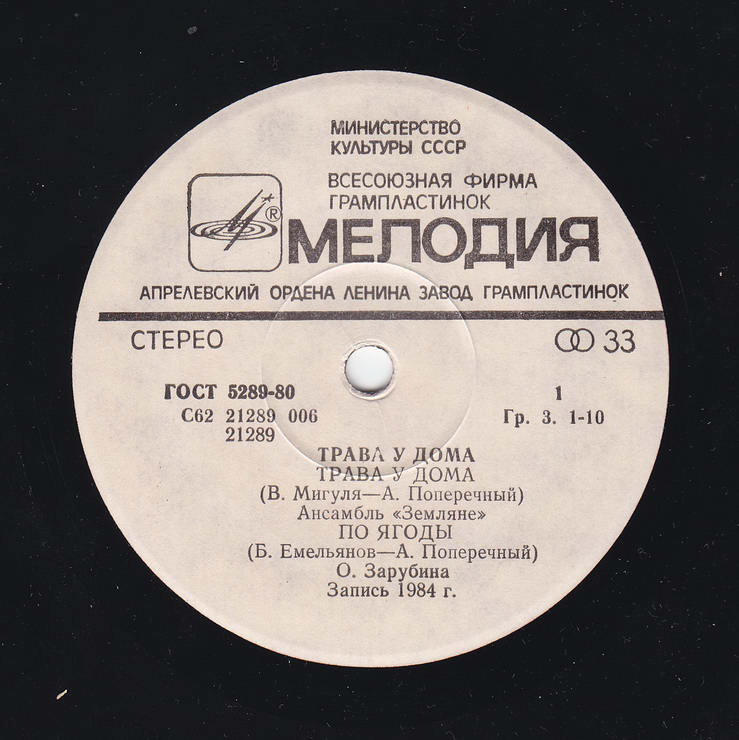 МИНИСТЕРСТВО
КУЛЬТУРЫ СССР
ВСЕСОЮЗНАЯ ФИРМА
ГРАМПЛАСТИНОК
®
МЕЛОДИЯ
АПРЕЛЕВСКИЙ ОРДЕНА ЛЕНИНА ЗАВОД ГРАМПЛАСТИНОК
СТЕРЕО 33
ГОСТ 5289-80 1
С62 21289 006 Гр. 3. 1-10
21289
ТРАВА У ДОМА
ТРАВА У ДОМА
(В. Мигуля—А. Поперечный)
Ансамбль «Земляне»
ПО ЯГОДЫ
(Б. Емельянов—А. Поперечный)
О. Зарубина
Запись 1984 г.